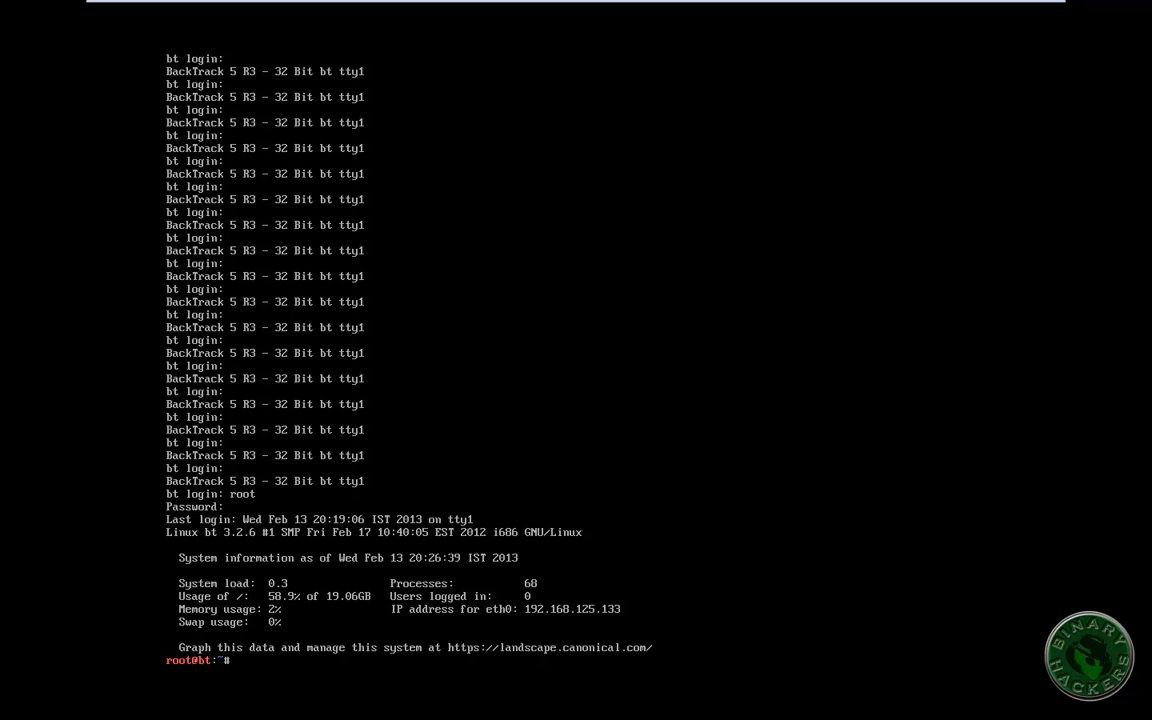 bt login:
BackTrack 5 R3 - 32 Bit bt tty1
bt login:
BackTrack 5 R3 - 32 Bit bt tty1
bt login:
BackTrack 5 R3 - 32 Bit bt tty1
bt login:
BackTrack 5 R3 - 32 Bit bt tty1
bt login:
BackTrack 5 R3 - 32 Bit bt tty1
bt login:
BackTrack 5 R3 - 32 Bit bt tty1
bt login:
BackTrack 5 R3 - 32 Bit bt tty1
bt login:
BackTrack 5 R3 - 32 Bit bt tty1
bt login:
BackTrack 5 R3 - 32 Bit bt tty1
bt login:
BackTrack 5 R3 - 32 Bit bt tty1
bt login:
BackTrack 5 R3 - 32 Bit bt tty1
bt login:
BackTrack 5 R3 - 32 Bit bt tty1
bt login:
BackTrack 5 R3 - 32 Bit bt tty1
bt login:
BackTrack 5 R3 - 32 Bit bt tty1
bt login:
BackTrack 5 R3 - 32 Bit bt tty1
bt login:
BackTrack 5 R3 - 32 Bit bt tty1
bt login:
BackTrack 5 R3 - 32 Bit bt tty1
bt login: root
Password:
Last login: Wed Feb 13 20:19:06 IST 2013 on tty1
Linux bt 3.2.6 #1 SMP Fri Feb 17 10:40:05 EST 2012 i686 GNU/Linux
System information as of Wed Feb 13 20:26:39 IST 2013
System load: 0.3 Processes: 68
Usage of /: 58.9% of 19.06GB Users logged in: 0
Memory usage: 2% IP address for eth0: 192.168.125.133
Swap usage: 0%
Graph this data and manage this system at https://landscape.canonical.com/
root@bt:~#
BINARY
HACKERS